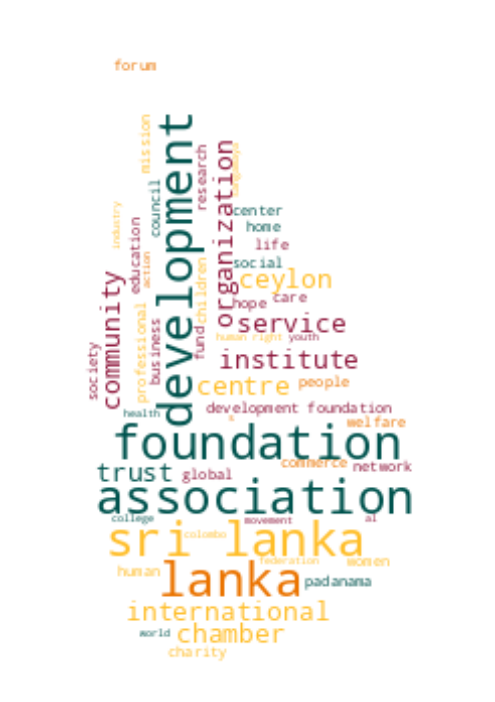 forum
mission
development
research
organization
council
center
home
industry
education
life
action
social
children
ceylon
community
professional
hope
care
business
fund
service
human right
youth
society
institute
centre
people
health
development foundation
welfare
foundation
commerce
network
trust
global
association
college
movement
al
sri lanka
colombo
federation
women
human
lanka
padanama
international
world
chamber
charity